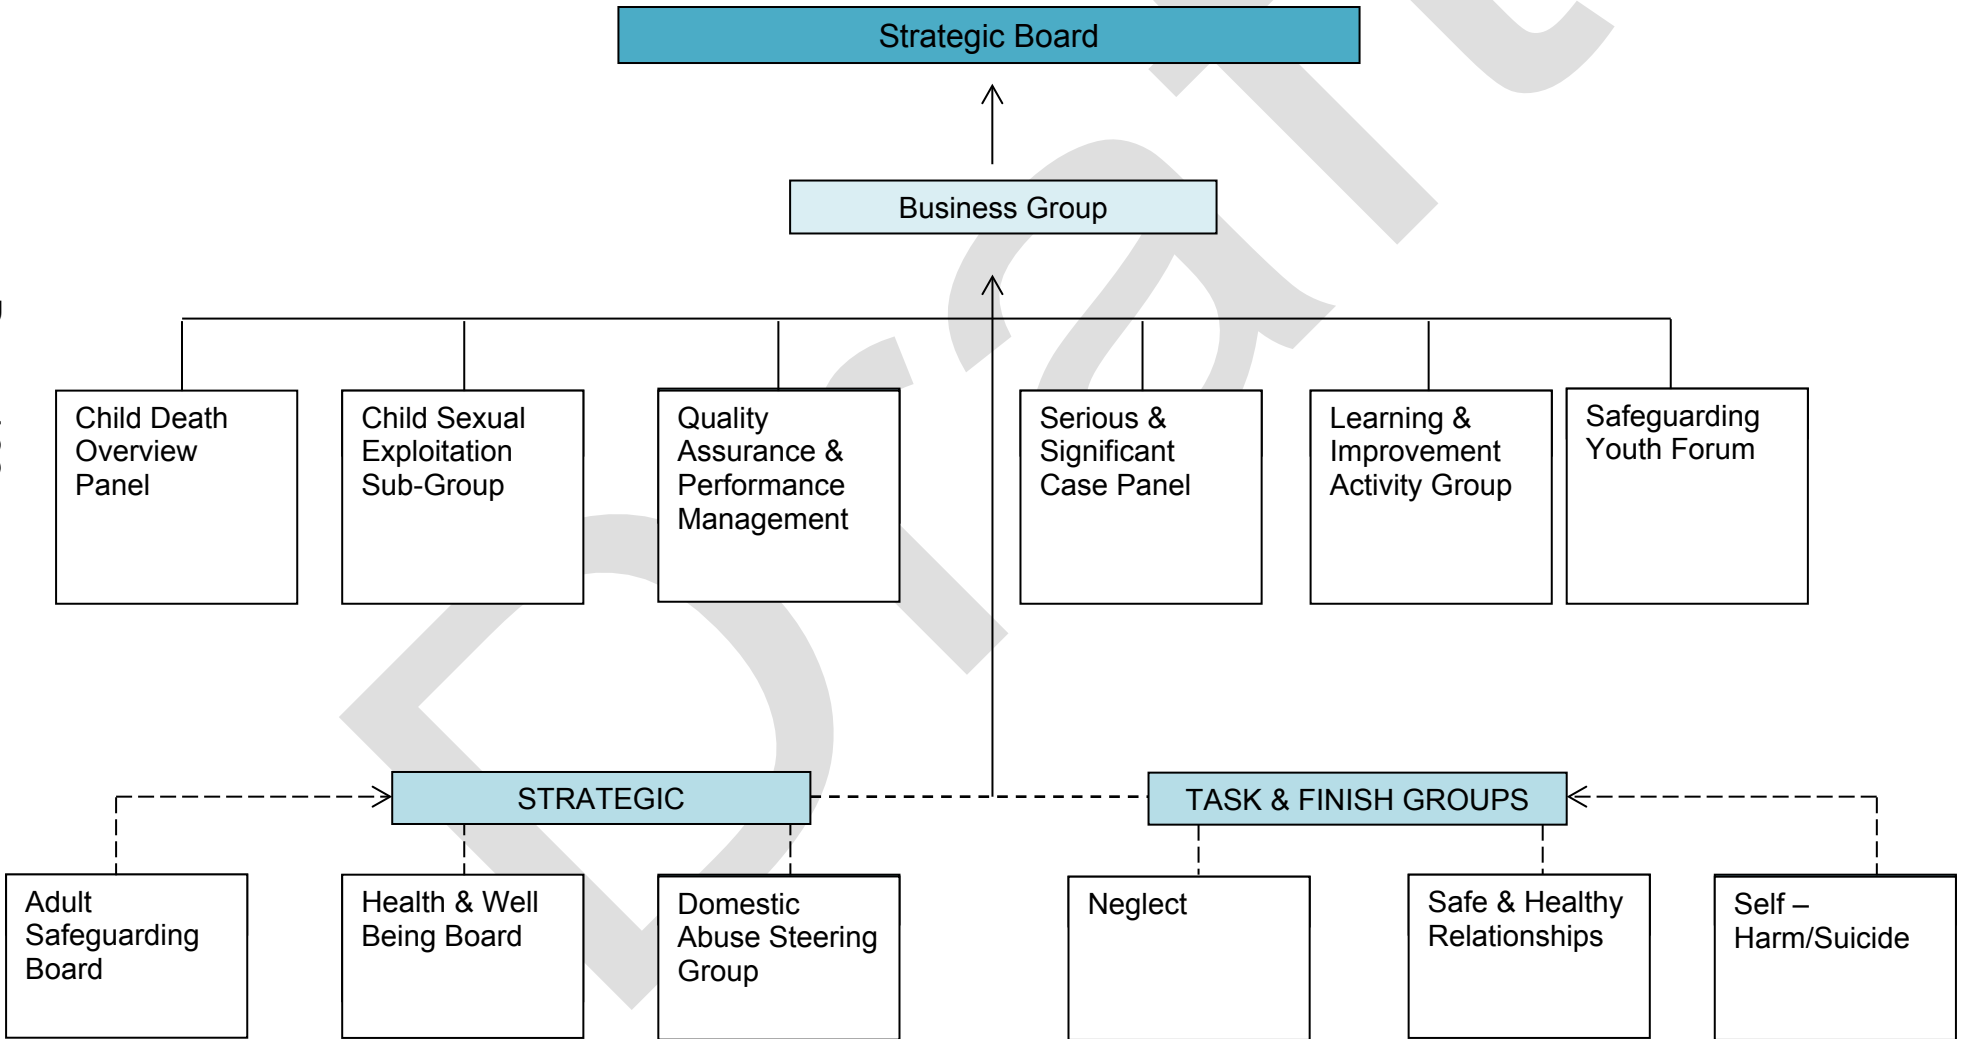 Strategic Board
Business Group
Child Death
Overview
Panel
Child Sexual
Exploitation
Sub-Group
Quality
Assurance &
Performance
Management
Serious &
Significant
Case Panel
Learning &
Improvement
Activity Group
Safeguarding
Youth Forum
STRATEGIC
TASK & FINISH GROUPS
Adult
Safeguarding
Board
Health & Well
Being Board
Domestic
Abuse Steering
Group
Neglect
Safe & Healthy
Relationships
Self –
Harm/Suicide
Draft